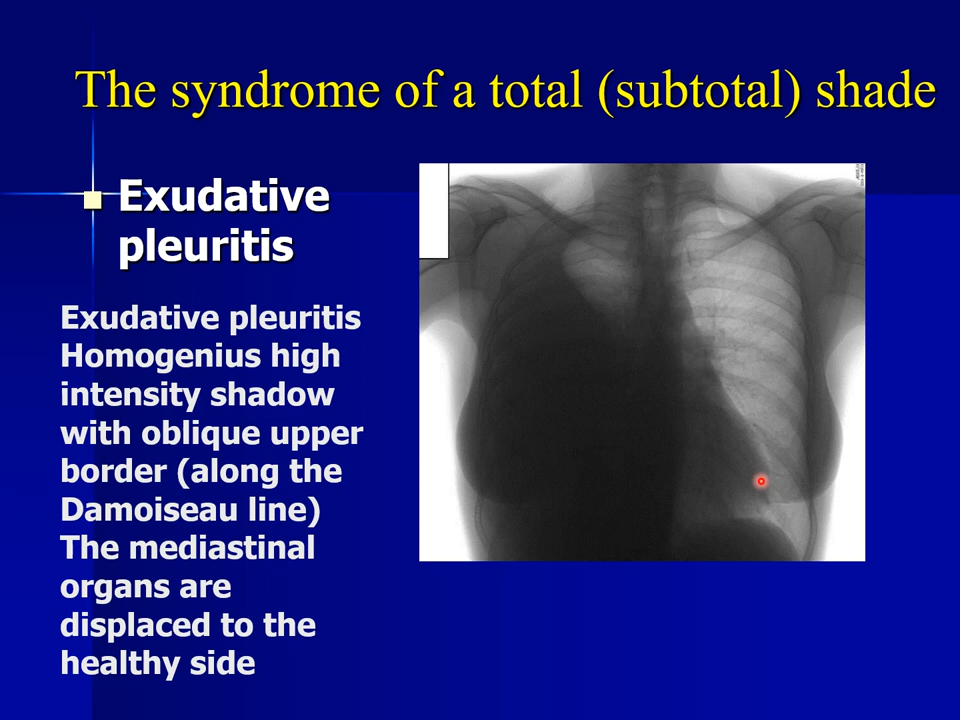 The syndrome of a total (subtotal) shade
Exudative
pleuritis
Exudative pleuritis
Homogenius high
intensity shadow
with oblique upper
border (along the
Damoiseau line)
The mediastinal
organs are
displaced to the
healthy side